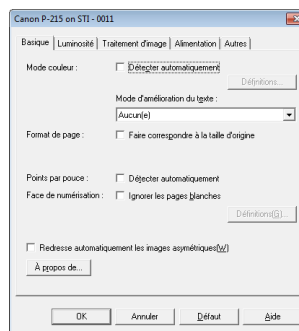 Canon P-215 on STI - 0011
Basique Luminosité Traitement d'image Alimentation Autres
Mode couleur : Détecter automatiquement
Définitions...
Mode d'amélioration du texte :
Aucun(e)
Format de page : Faire correspondre à la taille d'origine
Points par pouce : Détecter automatiquement
Face de numérisation : Ignorer les pages blanches
Définitions(G)...
Redresse automatiquement les images asymétriques(W)
À propos de...
OK Annuler Défaut Aide